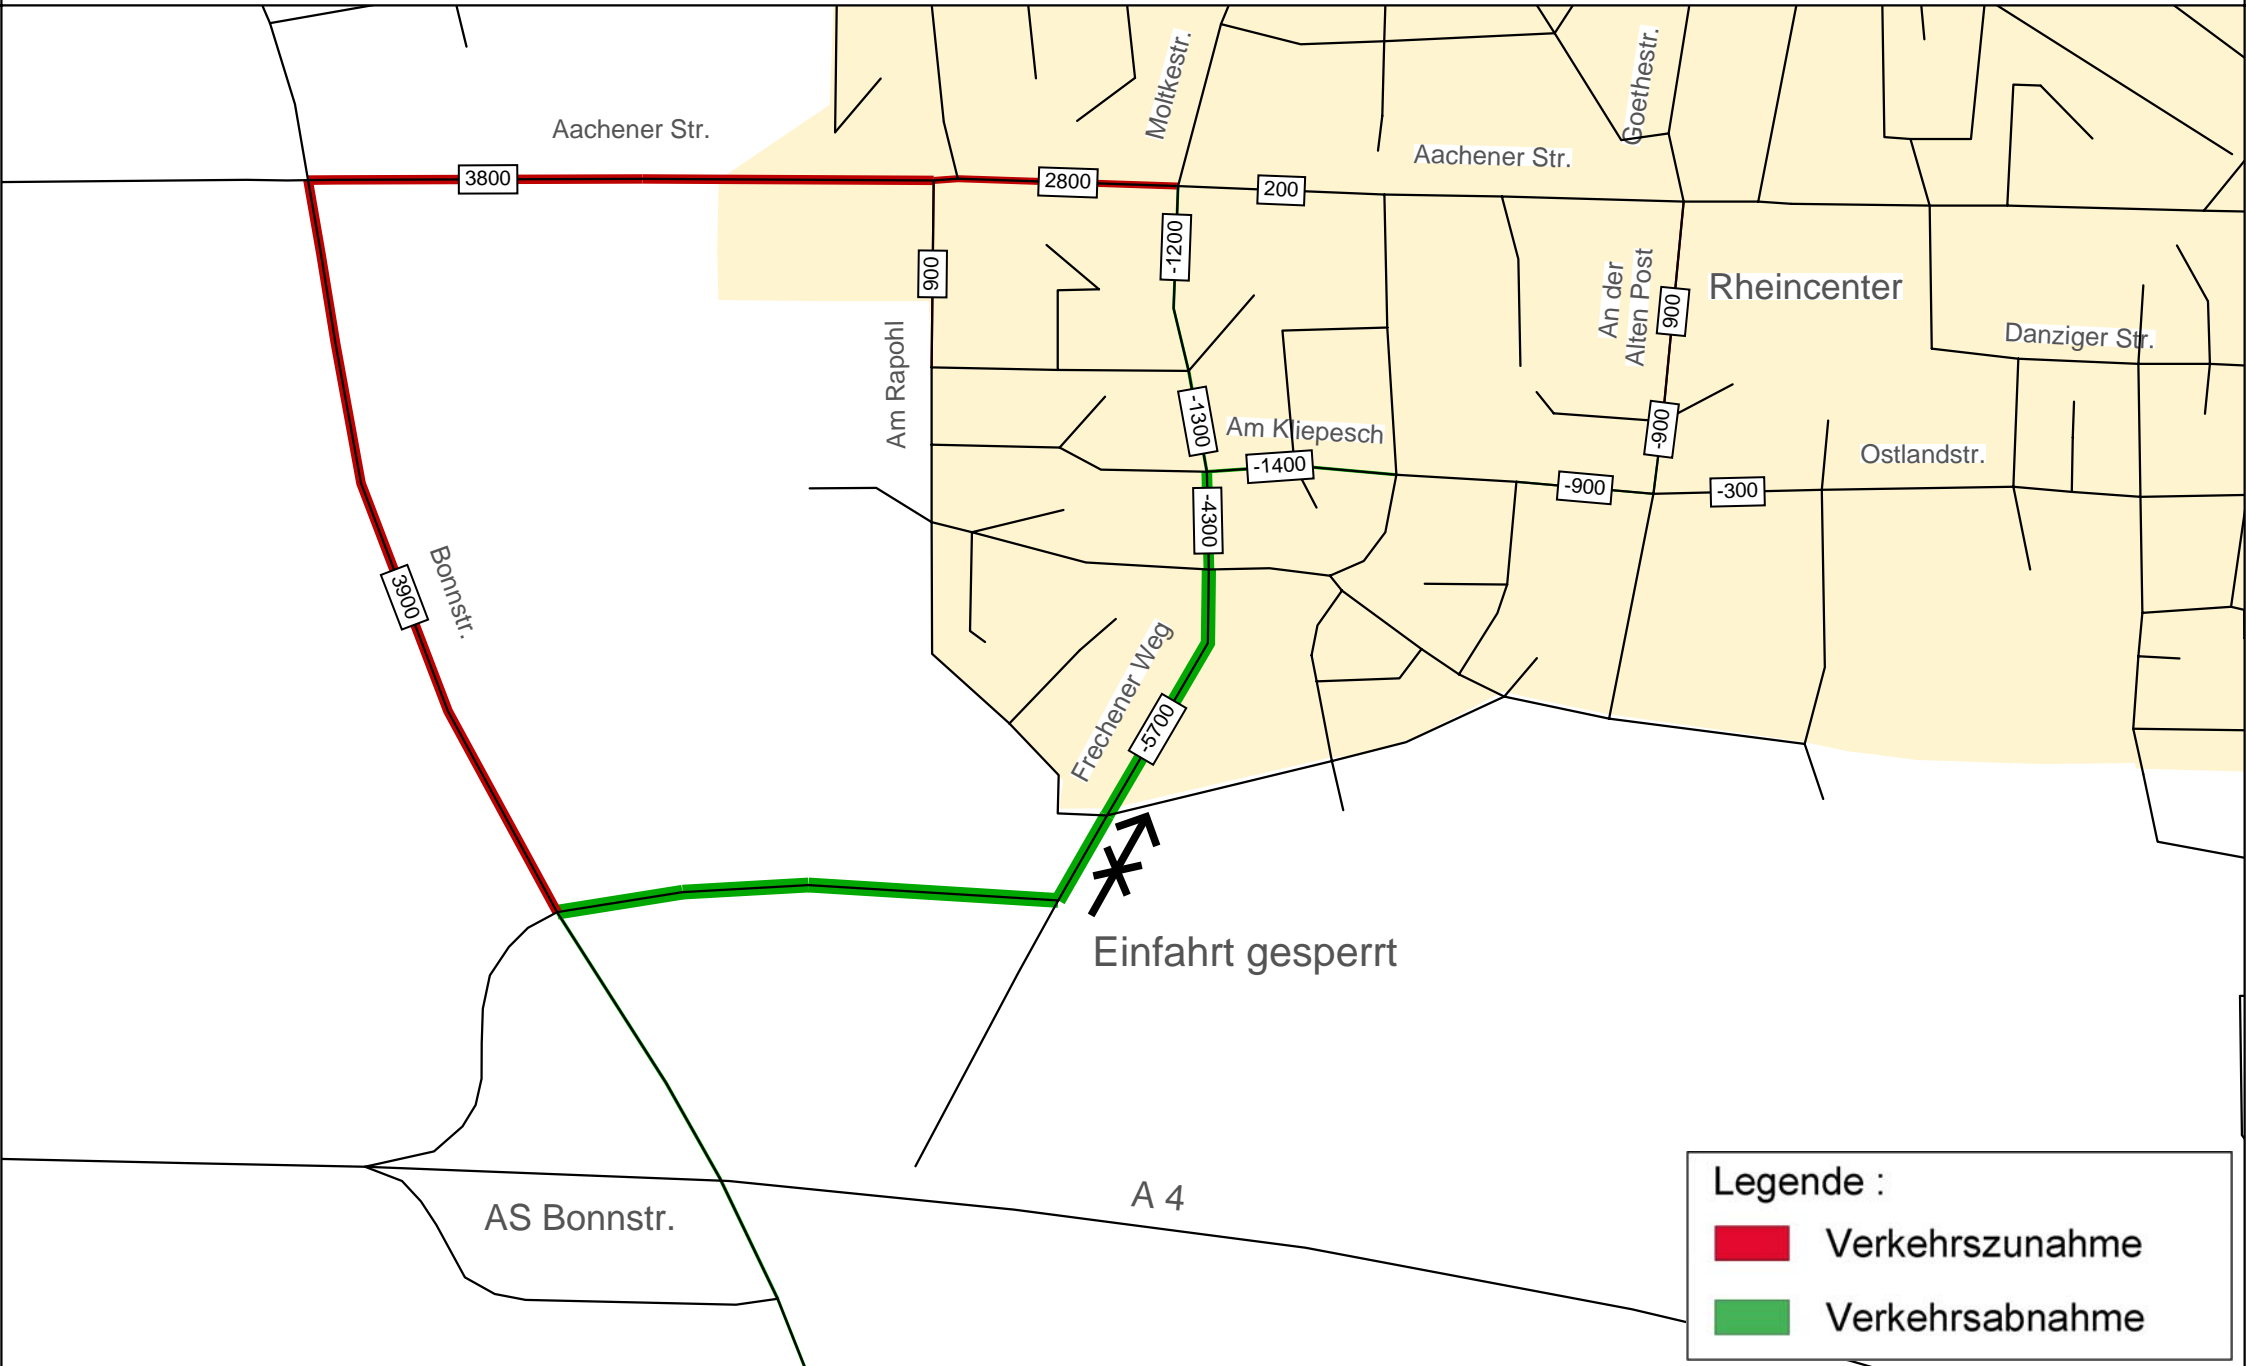 Moltkestr.
Goethestr.
Aachener Str.
Aachener Str.
3800
2800
200
-1200
900
An der
Alten Post
Rheincenter
900
Danziger Str.
Am Rapohl
-1300
Am Kliepesch
-900
Ostlandstr.
-1400
-900
-300
-4300
Bonnstr.
3900
Frechener Weg
-5700
Einfahrt gesperrt
A 4
AS Bonnstr.
Legende :
Verkehrszunahme
Verkehrsabnahme